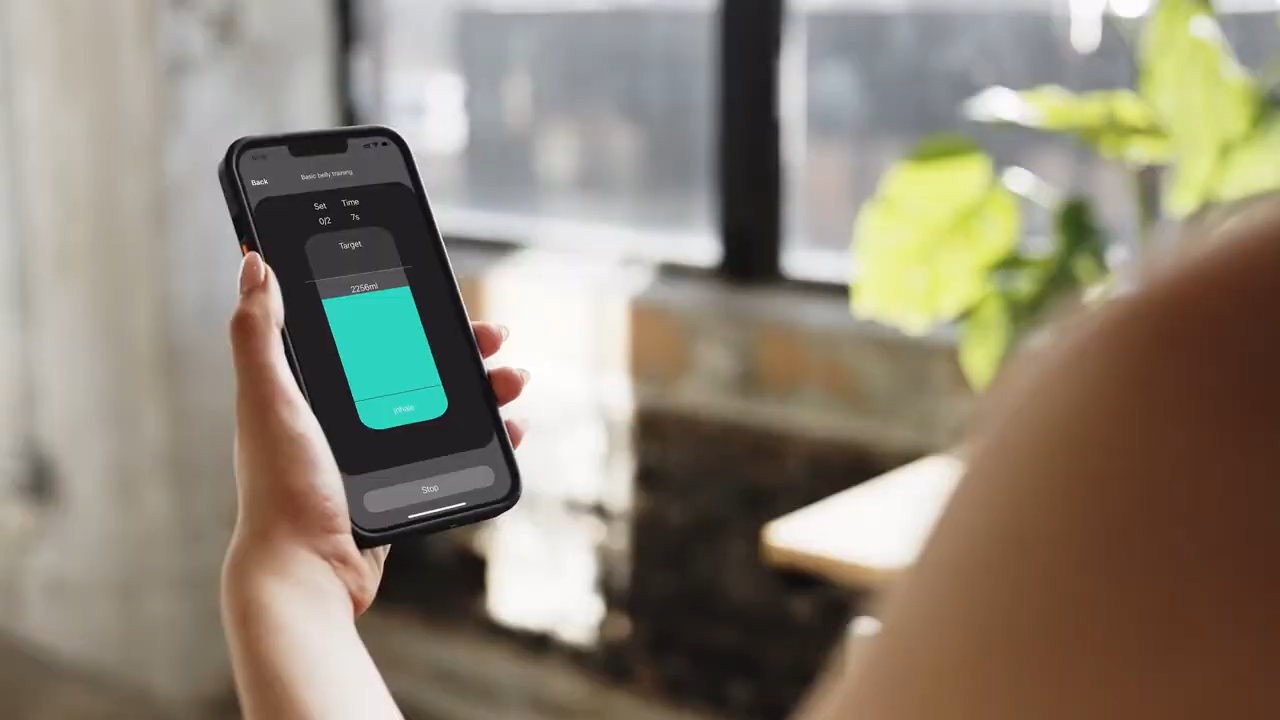 Back
Basic belly training
Set Time
0/2 7s
Target
2256ml
Inhale
Stop